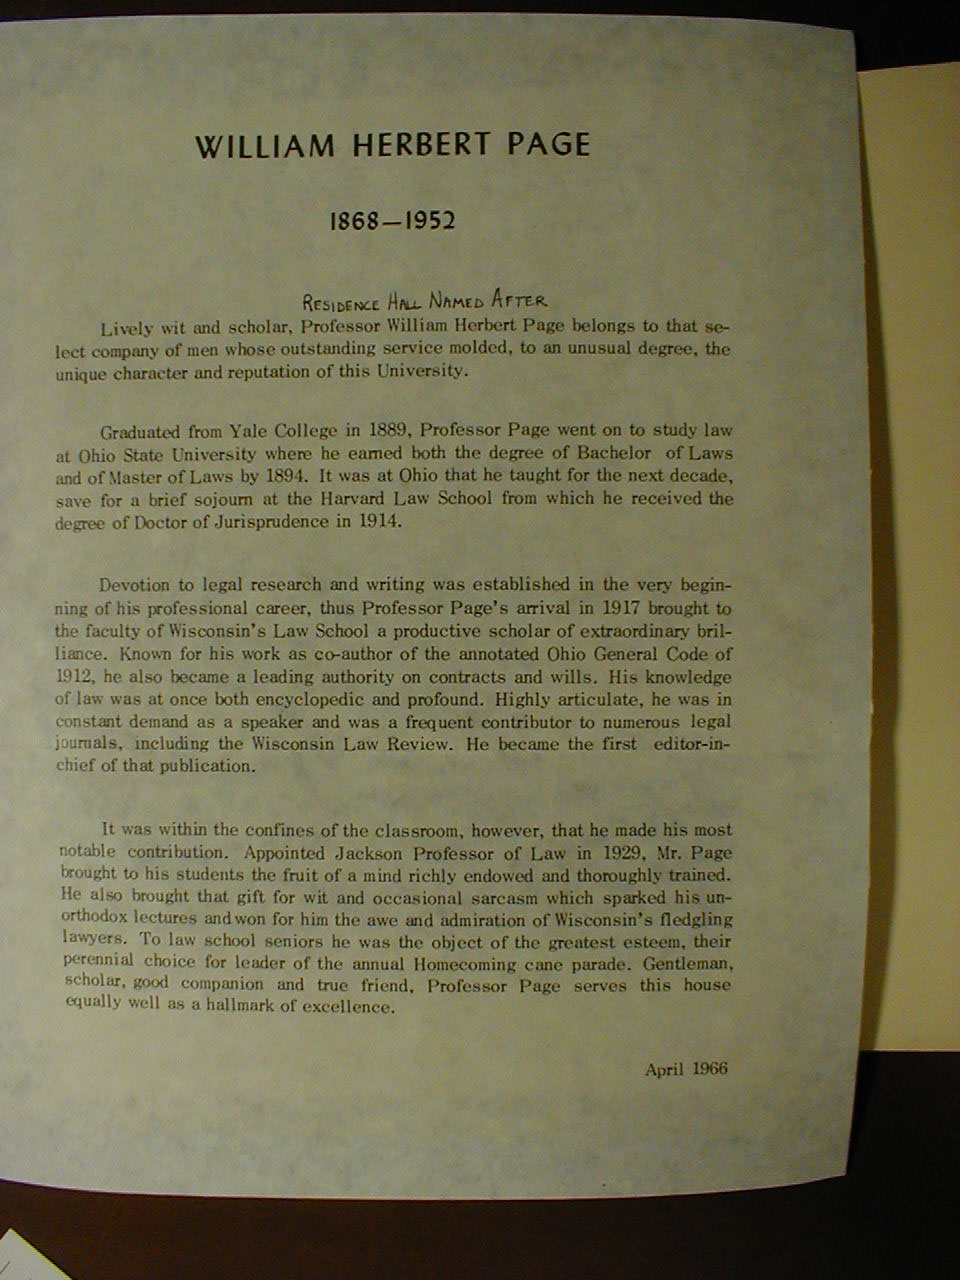 WILLIAM HERBERT PAGE
1868—1952
RESIDENCE HALL NAMED AFTER
Lively wit and scholar, Professor William Herbert Page belongs to that se-
lect company of men whose outstanding service molded, to an unusual degree, the
unique character and reputation of this University.
Graduated from Yale College in 1889, Professor Page went on to study law
at Ohio State University where he earned both the degree of Bachelor of Laws
and of Master of Laws by 1894. It was at Ohio that he taught for the next decade,
save for a brief sojourn at the Harvard Law School from which he received the
degree of Doctor of Jurisprudence in 1914.
Devotion to legal research and writing was established in the very begin-
ning of his professional career, thus Professor Page's arrival in 1917 brought to
the faculty of Wisconsin's Law School a productive scholar of extraordinary bril-
liance. Known for his work as co-author of the annotated Ohio General Code of
1912, he also became a leading authority on contracts and wills. His knowledge
of law was at once both encyclopedic and profound. Highly articulate, he was in
constant demand as a speaker and was a frequent contributor to numerous legal
journals, including the Wisconsin Law Review. He became the first editor-in-
chief of that publication.
It was within the confines of the classroom, however, that he made his most
notable contribution. Appointed Jackson Professor of Law in 1929, Mr. Page
brought to his students the fruit of a mind richly endowed and thoroughly trained.
He also brought that gift for wit and occasional sarcasm which sparked his un-
orthodox lectures and won for him the awe and admiration of Wisconsin's fledgling
lawyers. To law school seniors he was the object of the greatest esteem, their
perennial choice for leader of the annual Homecoming cane parade. Gentleman,
scholar, good companion and true friend, Professor Page serves this house
equally well as a hallmark of excellence.
April 1966